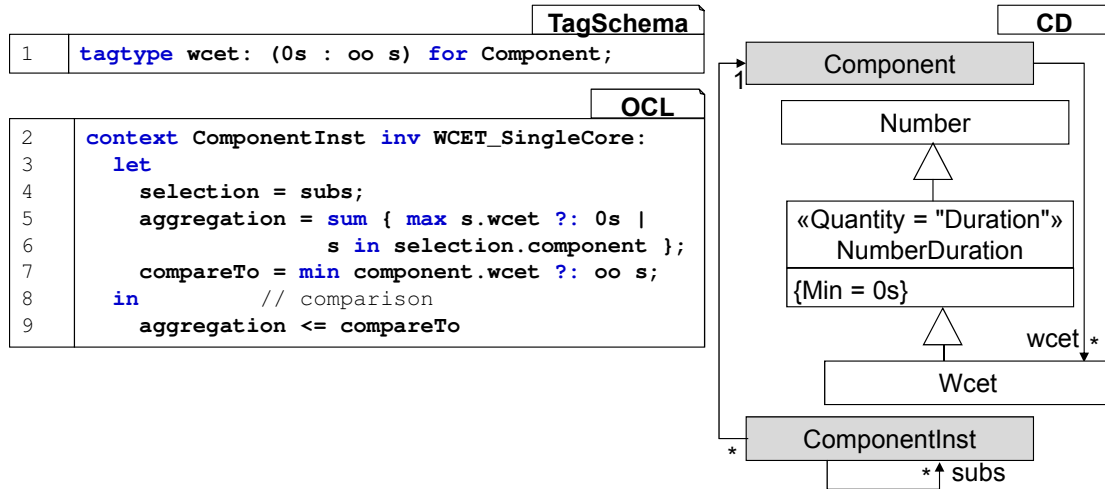 TagSchema
1 tagtype wcet: (0s : oo s) for Component;
OCL
2 context ComponentInst inv WCET_SingleCore:
3 let
4 selection = subs;
5 aggregation = sum { max s.wcet ?: 0s |
6 s in selection.component };
7 compareTo = min component.wcet ?: oo s;
8 in // comparison
9 aggregation <= compareTo
CD
Component
1
Number
«Quantity = "Duration"»
NumberDuration
{Min = 0s}
wcet *
Wcet
ComponentInst
*
* subs